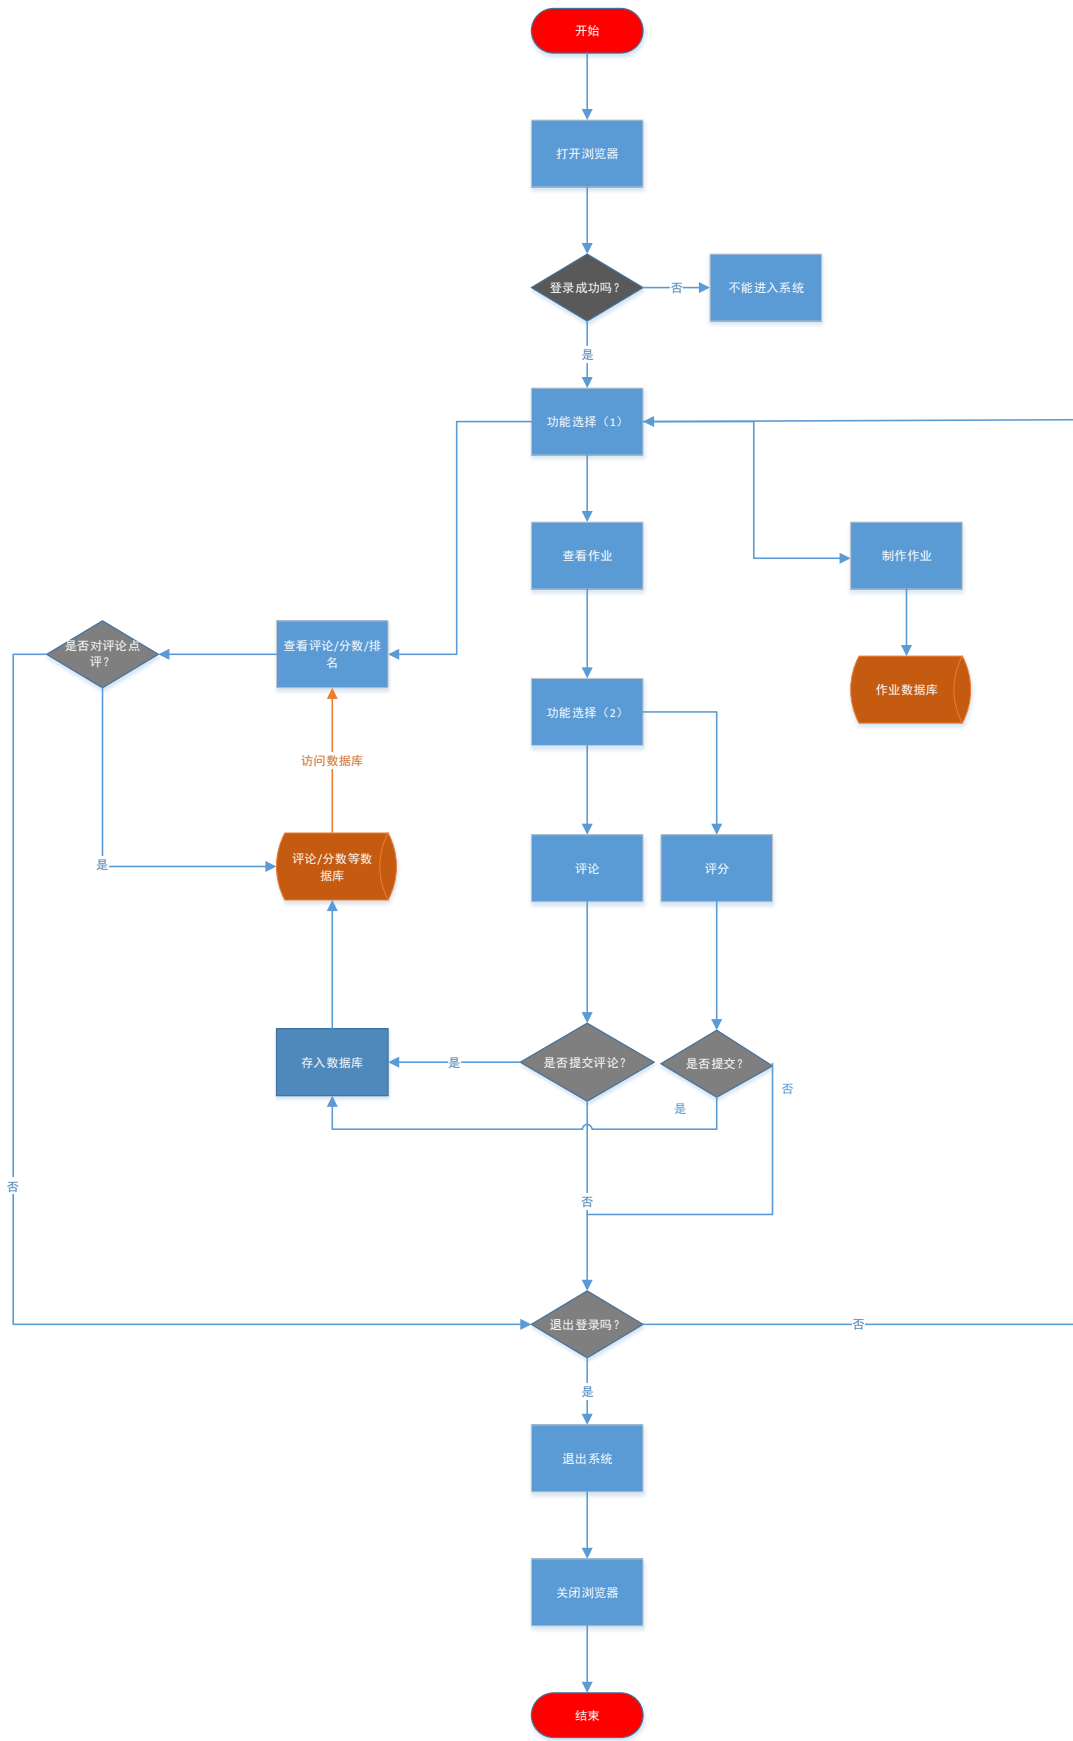 开始
打开浏览器
登录成功吗？
否
不能进入系统
是
功能选择（1）
查看作业
制作作业
是否对评论点
评？
查看评论/分数/排
名
功能选择（2）
作业数据库
访问数据库
评论/分数等数
据库
是
评论
评分
存入数据库
是
是否提交评论？
是否提交？
否
是
否
否
退出登录吗？
否
是
退出系统
关闭浏览器
结束